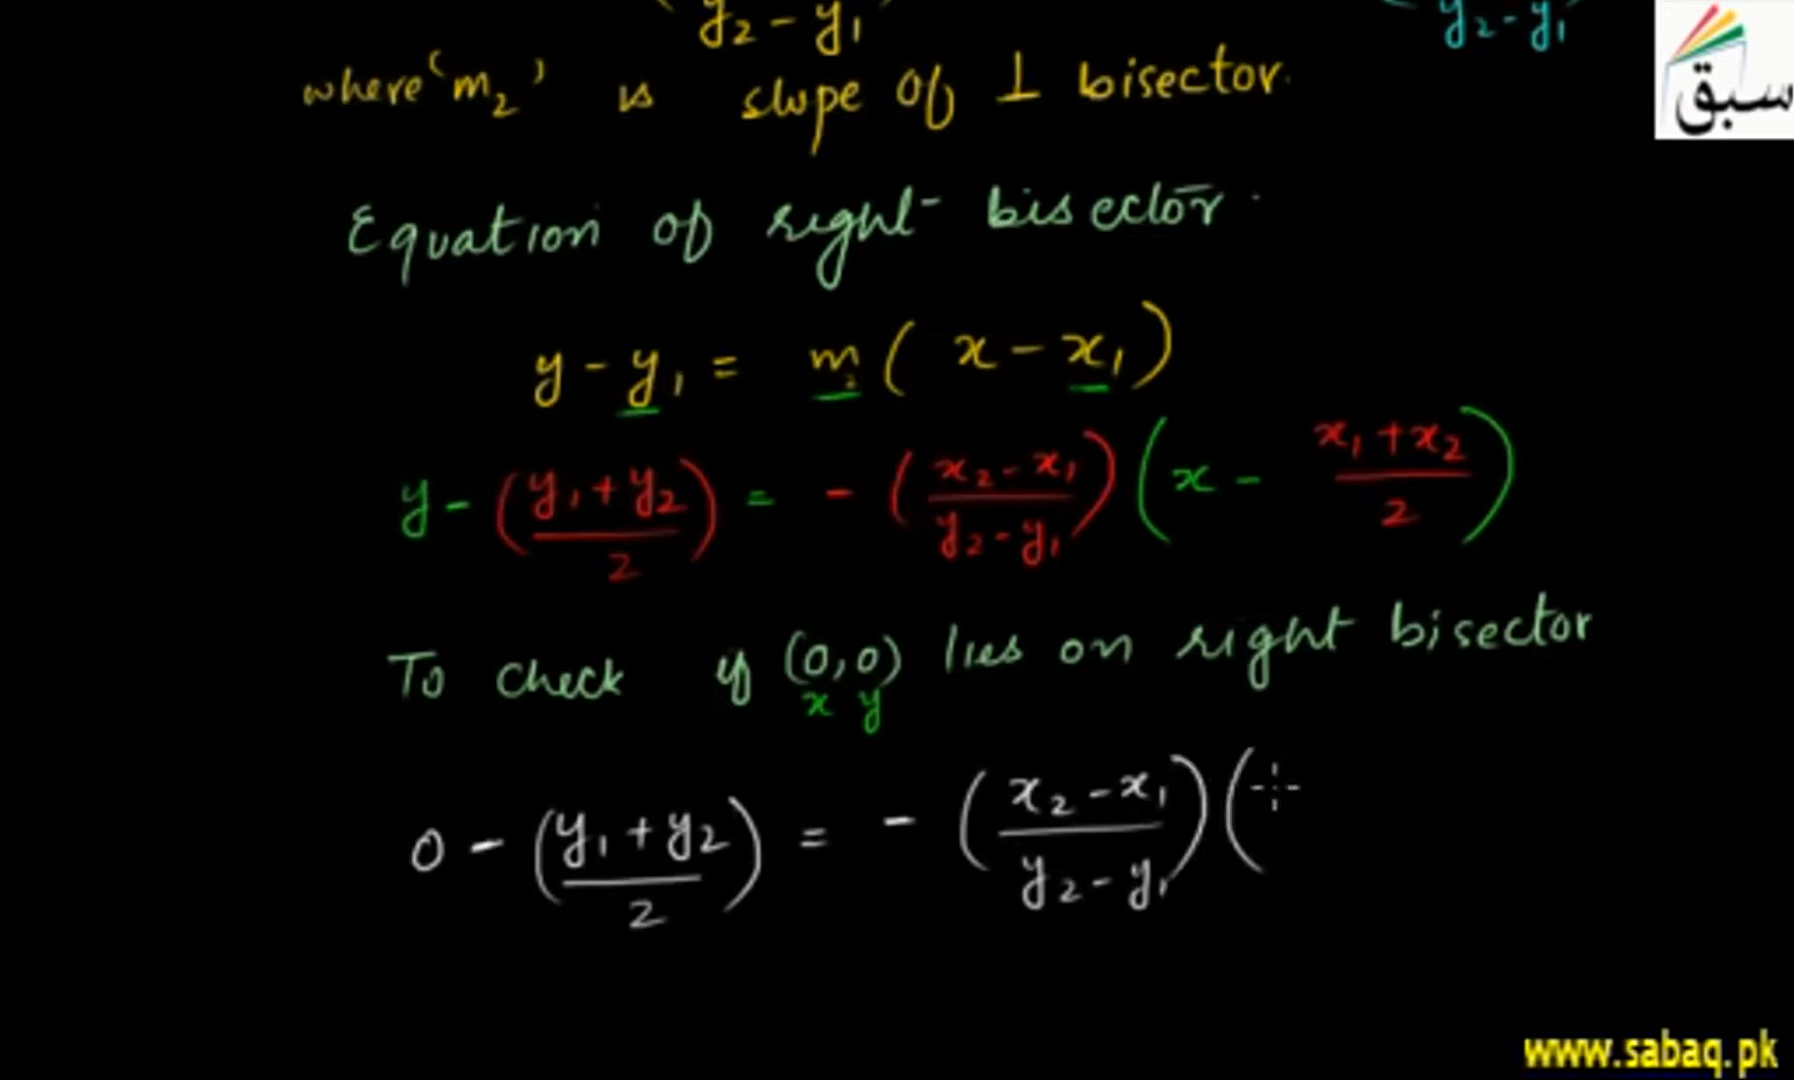 y₂ - y₁ y₂ - y₁
سبق
where 'm₂' is slope of ⊥ bisector.
Equation of right bisector.
y - y₁ = m₂ ( x - x₁ )
y - ( (y₁ + y₂) / 2 ) = - ( (x₂ - x₁) / (y₂ - y₁) ) ( x - (x₁ + x₂) / 2 )
To check if (0,0) lies on right bisector
x y
0 - ( (y₁ + y₂) / 2 ) = - ( (x₂ - x₁) / (y₂ - y₁) ) (
www.sabaq.pk